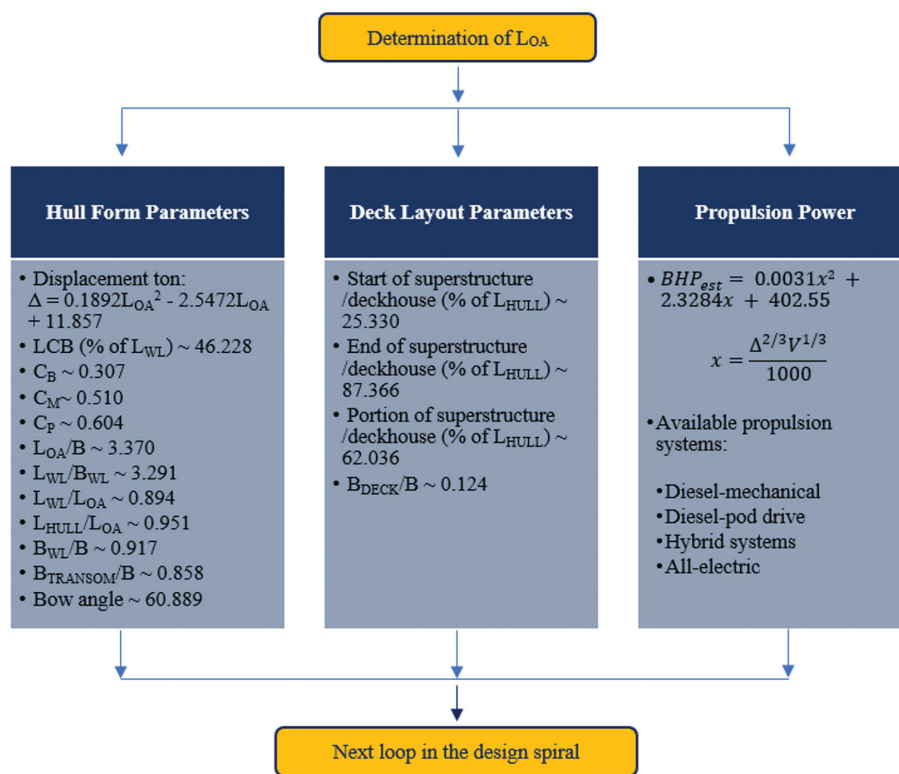 Determination of LOA
Hull Form Parameters
• Displacement ton:
Δ = 0.1892LOA² - 2.5472LOA
+ 11.857
• LCB (% of LWL) ~ 46.228
• CB ~ 0.307
• CM~ 0.510
• CP ~ 0.604
• LOA/B ~ 3.370
• LWL/BWL ~ 3.291
• LWL/LOA ~ 0.894
• LHULL/LOA ~ 0.951
• BWL/B ~ 0.917
• BTRANSOM/B ~ 0.858
• Bow angle ~ 60.889
Deck Layout Parameters
• Start of superstructure
/deckhouse (% of LHULL) ~
25.330
• End of superstructure
/deckhouse (% of LHULL) ~
87.366
• Portion of superstructure
/deckhouse (% of LHULL) ~
62.036
• BDECK/B ~ 0.124
Propulsion Power
• BHPest = 0.0031x² +
2.3284x + 402.55
x = Δ^2/3 V^1/3 / 1000
• Available propulsion
systems:
• Diesel-mechanical
• Diesel-pod drive
• Hybrid systems
• All-electric
Next loop in the design spiral